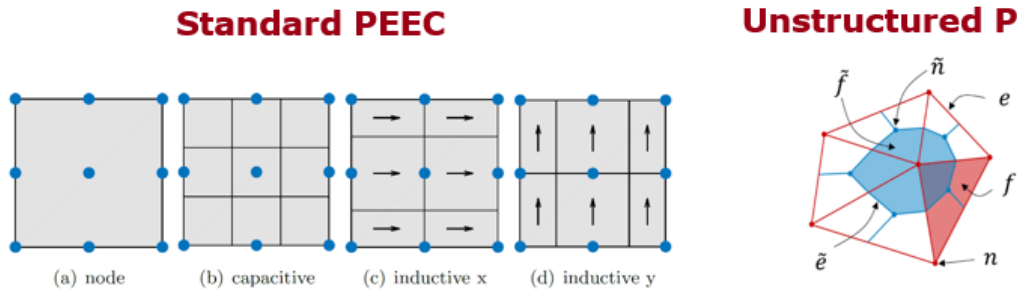 Standard PEEC
Unstructured P
(a) node
(b) capacitive
(c) inductive x
(d) inductive y
f̃
ñ
e
f
ẽ
n